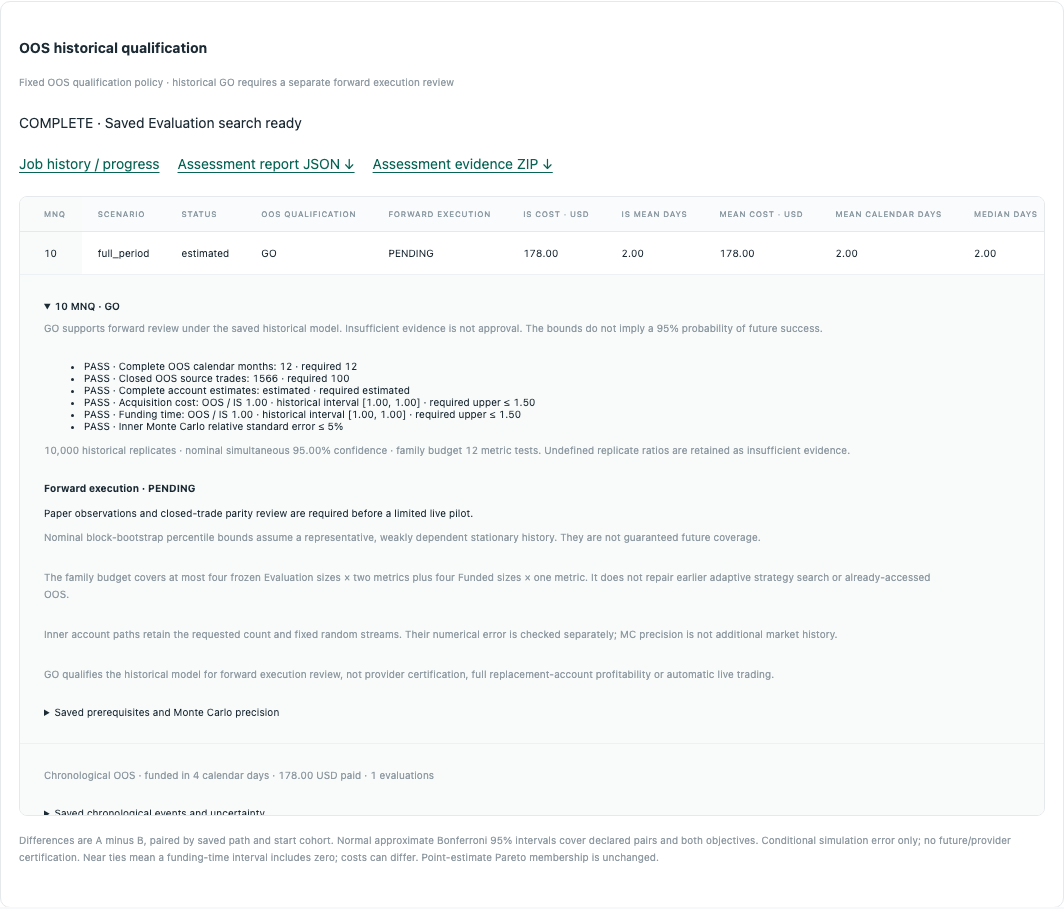 OOS historical qualification
Fixed OOS qualification policy · historical GO requires a separate forward execution review
COMPLETE · Saved Evaluation search ready
Job history / progress Assessment report JSON ↓ Assessment evidence ZIP ↓
MNQ SCENARIO STATUS OOS QUALIFICATION FORWARD EXECUTION IS COST · USD IS MEAN DAYS MEAN COST · USD MEAN CALENDAR DAYS MEDIAN DAYS
10 full_period estimated GO PENDING 178.00 2.00 178.00 2.00 2.00
▼ 10 MNQ · GO
GO supports forward review under the saved historical model. Insufficient evidence is not approval. The bounds do not imply a 95% probability of future success.
• PASS · Complete OOS calendar months: 12 · required 12
• PASS · Closed OOS source trades: 1566 · required 100
• PASS · Complete account estimates: estimated · required estimated
• PASS · Acquisition cost: OOS / IS 1.00 · historical interval [1.00, 1.00] · required upper ≤ 1.50
• PASS · Funding time: OOS / IS 1.00 · historical interval [1.00, 1.00] · required upper ≤ 1.50
• PASS · Inner Monte Carlo relative standard error ≤ 5%
10,000 historical replicates · nominal simultaneous 95.00% confidence · family budget 12 metric tests. Undefined replicate ratios are retained as insufficient evidence.
Forward execution · PENDING
Paper observations and closed-trade parity review are required before a limited live pilot.
Nominal block-bootstrap percentile bounds assume a representative, weakly dependent stationary history. They are not guaranteed future coverage.
The family budget covers at most four frozen Evaluation sizes × two metrics plus four Funded sizes × one metric. It does not repair earlier adaptive strategy search or already-accessed
OOS.
Inner account paths retain the requested count and fixed random streams. Their numerical error is checked separately; MC precision is not additional market history.
GO qualifies the historical model for forward execution review, not provider certification, full replacement-account profitability or automatic live trading.
▶ Saved prerequisites and Monte Carlo precision
Chronological OOS · funded in 4 calendar days · 178.00 USD paid · 1 evaluations
▶ Saved chronological events and uncertainty
Differences are A minus B, paired by saved path and start cohort. Normal approximate Bonferroni 95% intervals cover declared pairs and both objectives. Conditional simulation error only; no future/provider
certification. Near ties mean a funding-time interval includes zero; costs can differ. Point-estimate Pareto membership is unchanged.